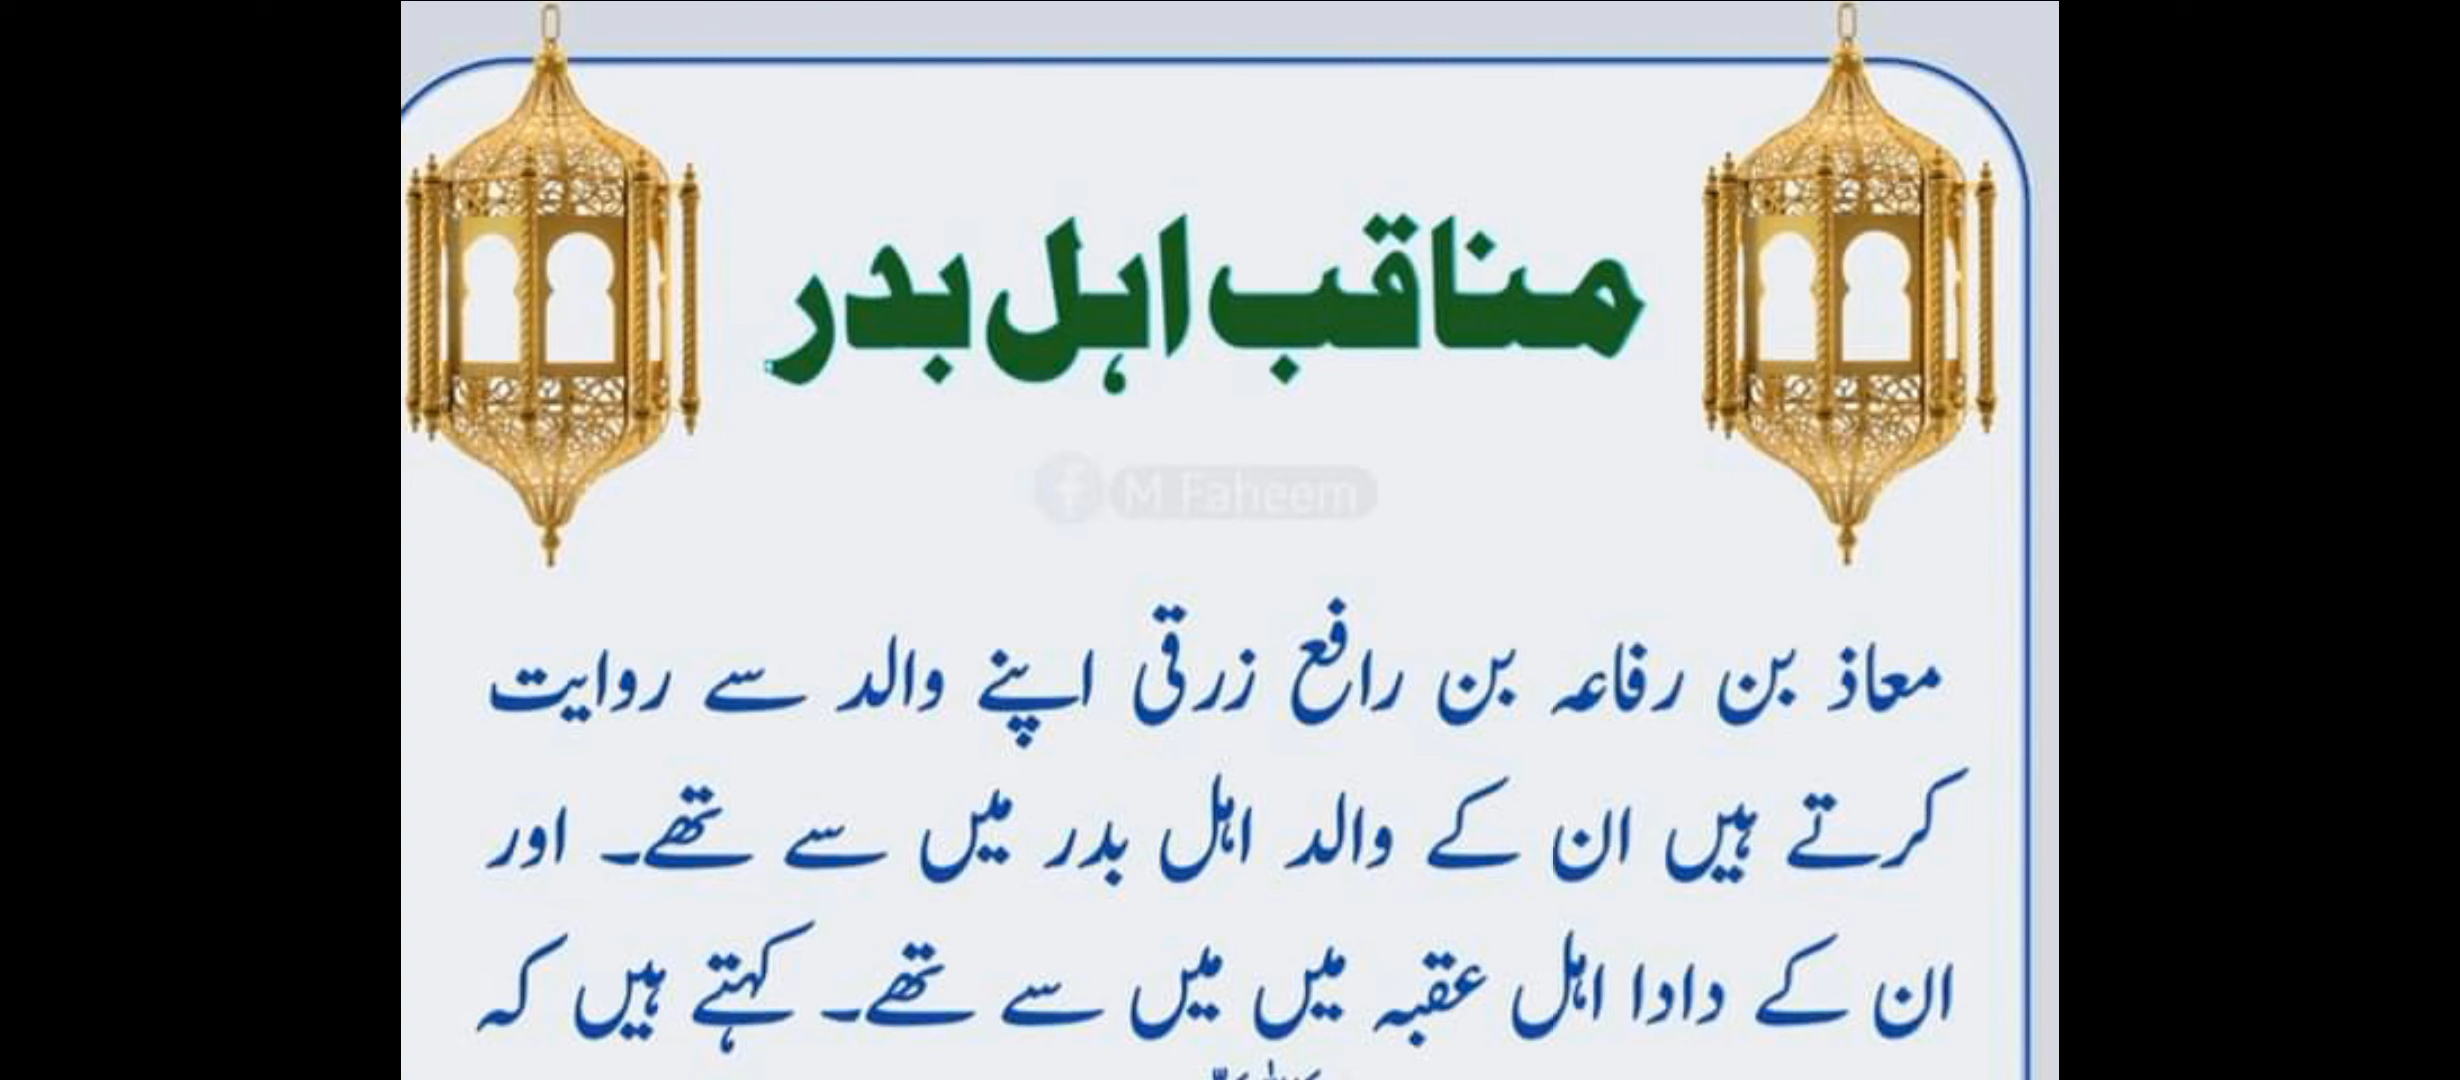 مناقب اہل بدر
M Faheem
معاذ بن رفاعہ بن رافع زرقی اپنے والد سے روایت
کرتے ہیں ان کے والد اہل بدر میں سے تھے۔ اور
ان کے دادا اہل عقبہ میں میں سے تھے۔ کہتے ہیں کہ